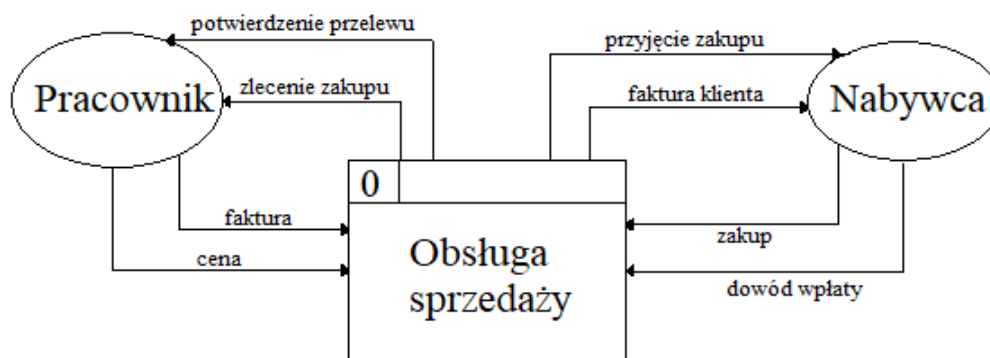 potwierdzenie przelewu
przyjęcie zakupu
Pracownik
zlecenie zakupu
faktura klienta
Nabywca
0
faktura
zakup
cena
Obsługa
sprzedaży
dowód wpłaty